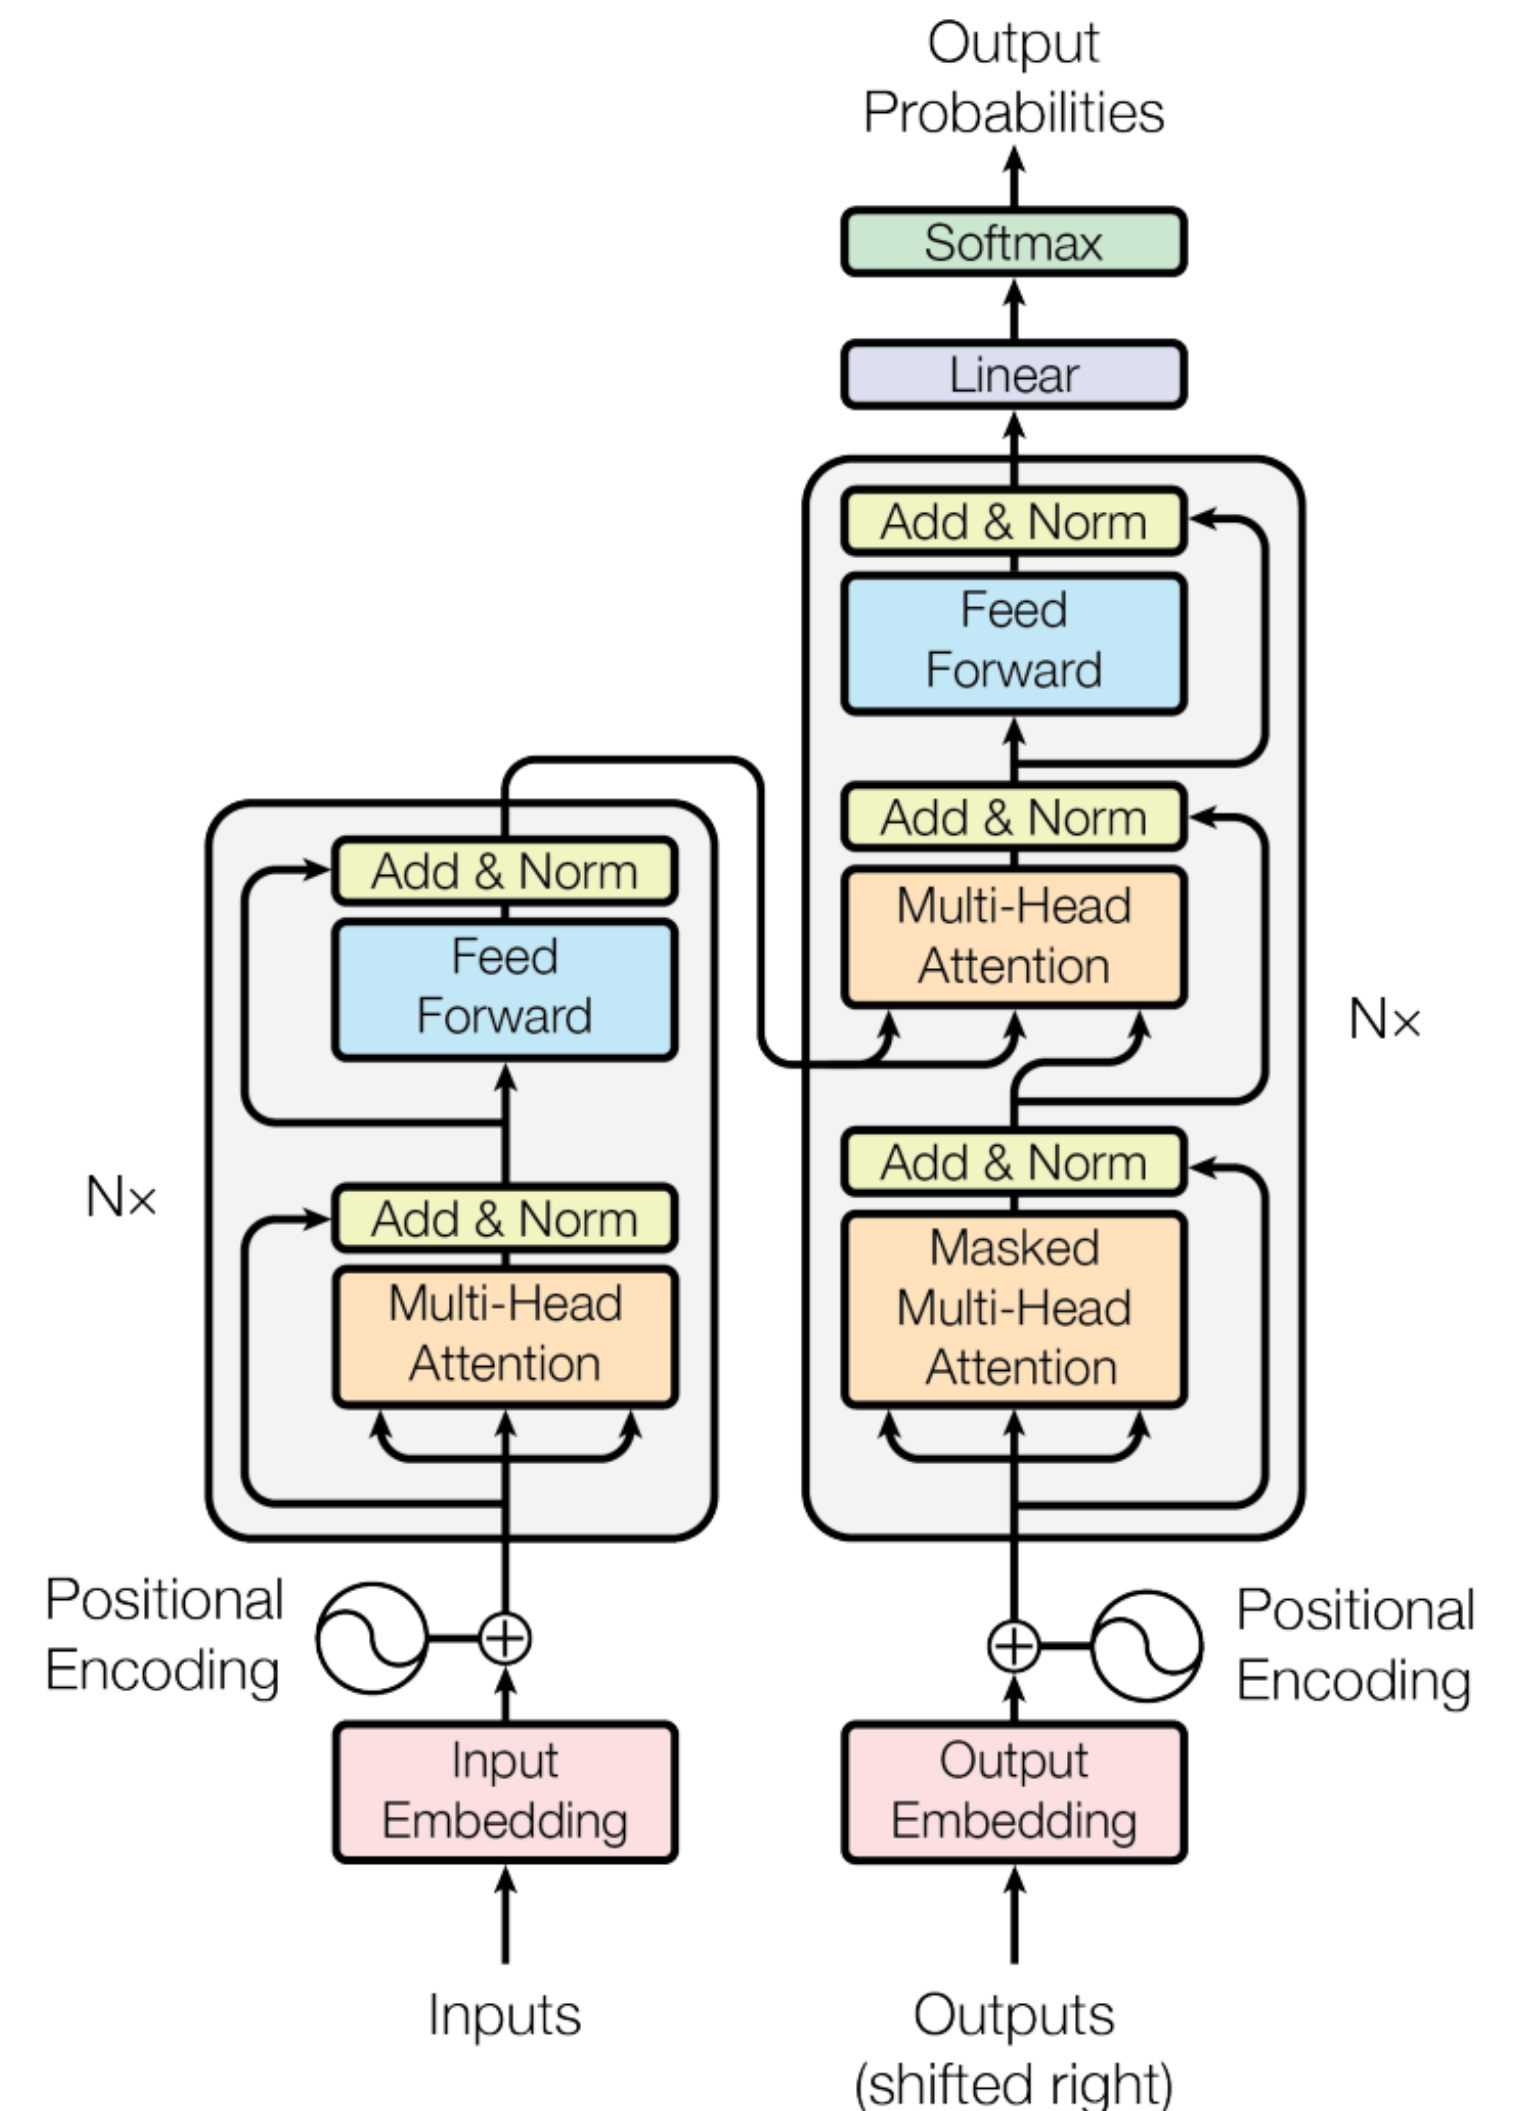 Output
Probabilities
Softmax
Linear
Add & Norm
Feed
Forward
Add & Norm
Multi-Head
Attention
Nx
Add & Norm
Masked
Multi-Head
Attention
Add & Norm
Feed
Forward
Nx
Add & Norm
Multi-Head
Attention
Positional
Encoding
Positional
Encoding
Input
Embedding
Output
Embedding
Inputs
Outputs
(shifted right)